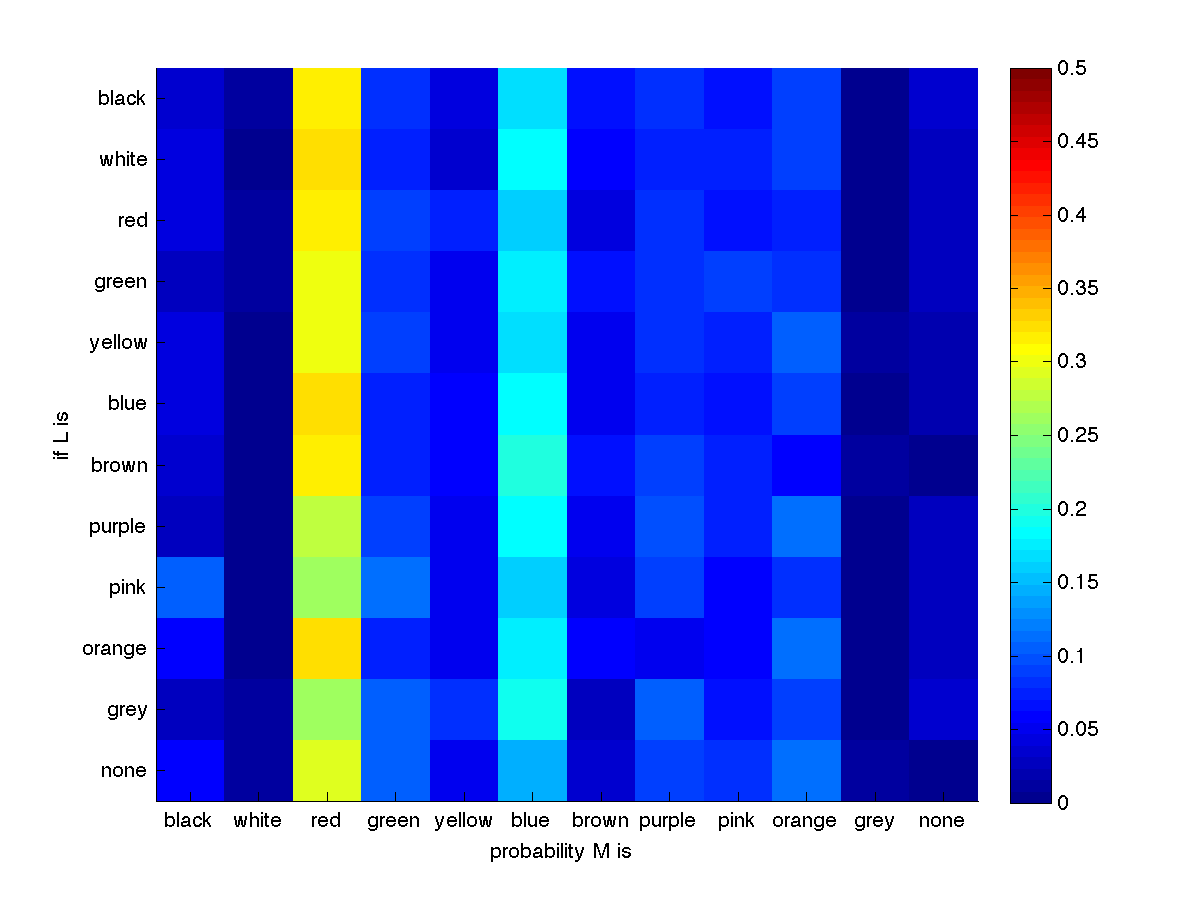 black
white
red
green
yellow
blue
brown
purple
pink
orange
grey
none
if L is
black white red green yellow blue brown purple pink orange grey none
probability M is
0.5
0.45
0.4
0.35
0.3
0.25
0.2
0.15
0.1
0.05
0